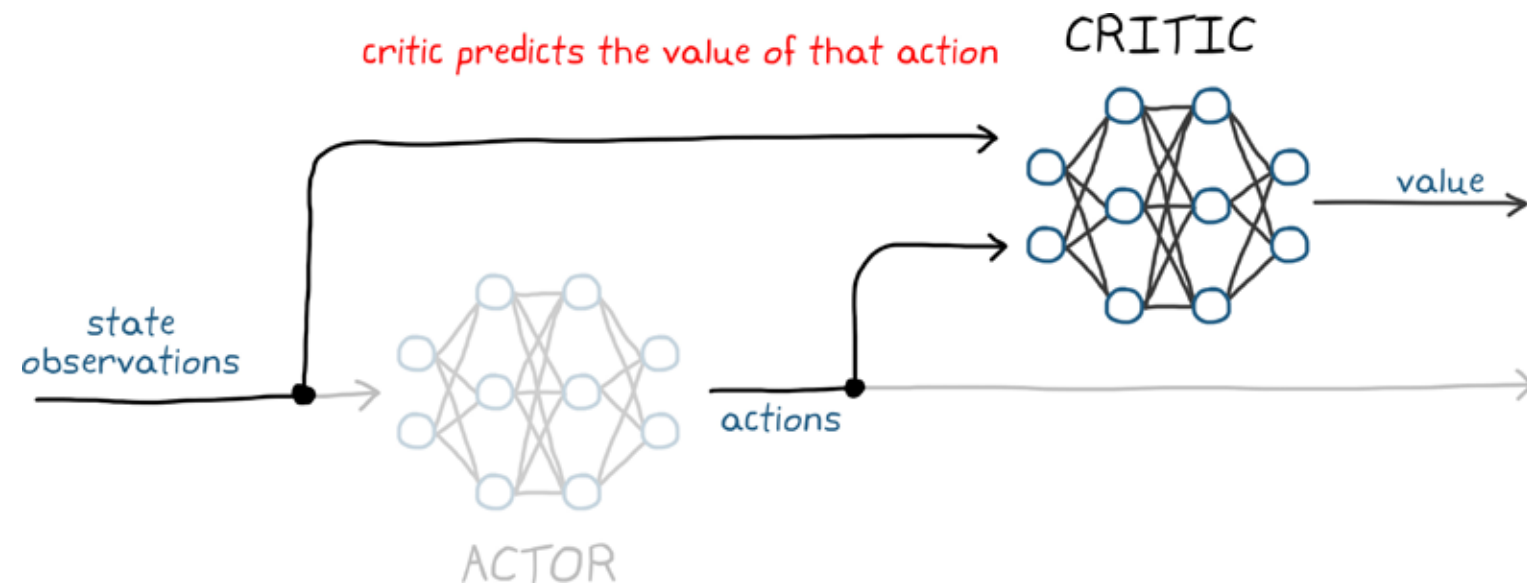 critic predicts the value of that action
CRITIC
value
state
observations
actions
ACTOR